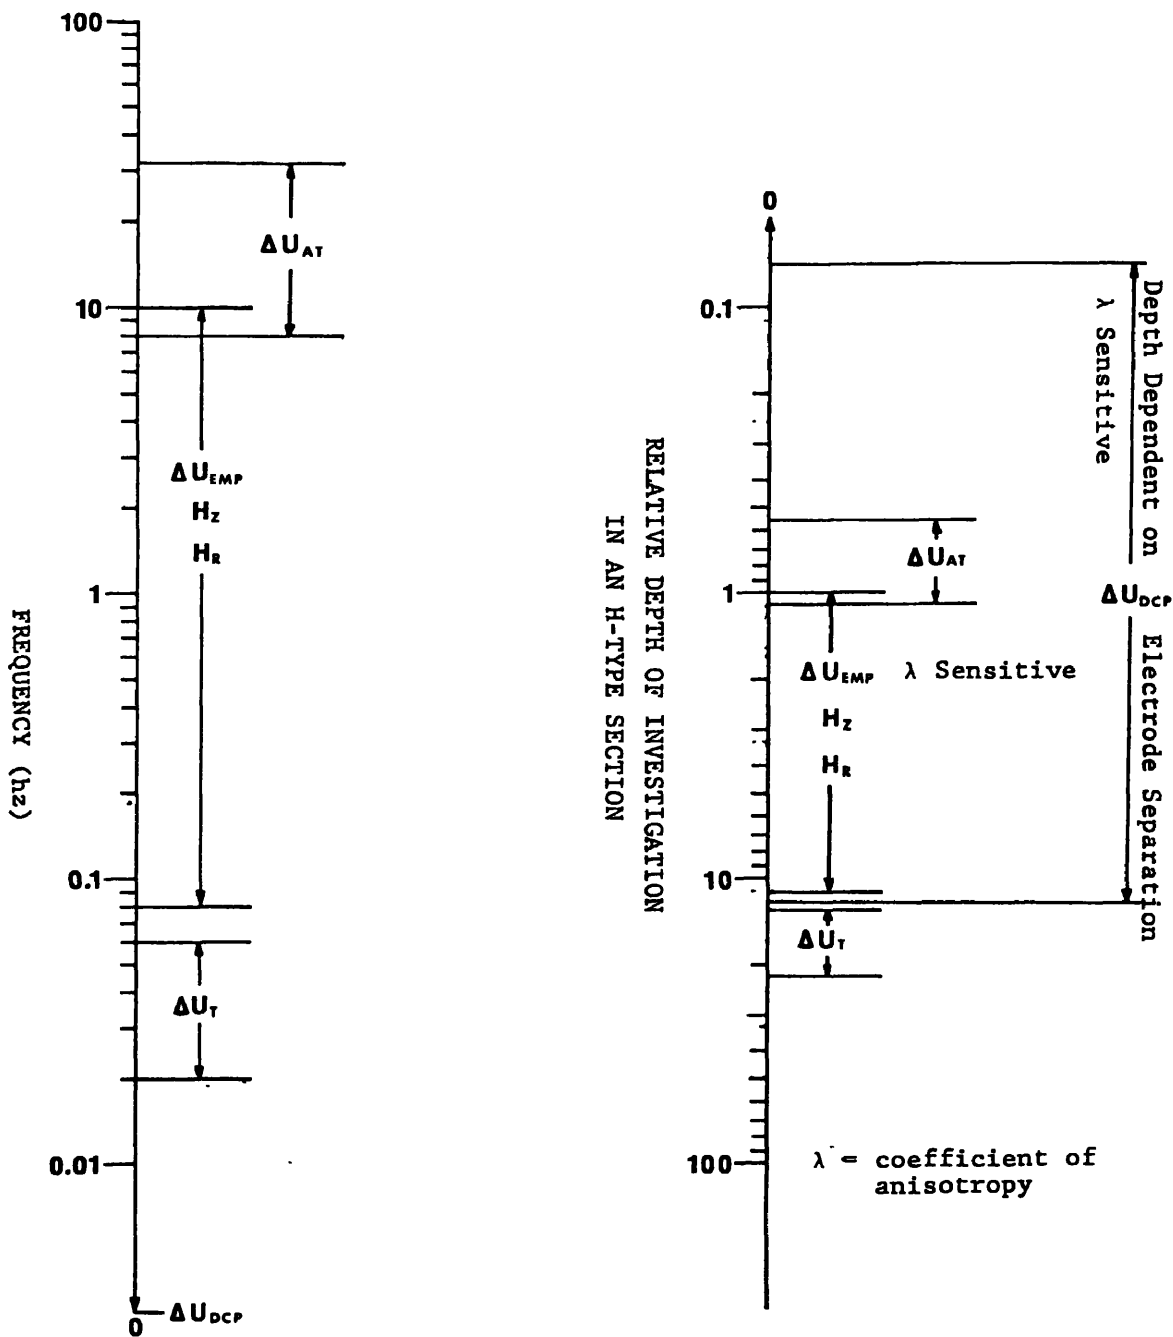 FREQUENCY (hz)
100
10
1
0.1
0.01
0
ΔU_AT
ΔU_EMP
H_Z
H_R
ΔU_T
ΔU_DCP
RELATIVE DEPTH OF INVESTIGATION
IN AN H-TYPE SECTION
0
0.1
1
10
100
λ Sensitive
Depth Dependent on Electrode Separation
ΔU_DCP
ΔU_AT
ΔU_EMP λ Sensitive
H_Z
H_R
ΔU_T
λ = coefficient of
anisotropy